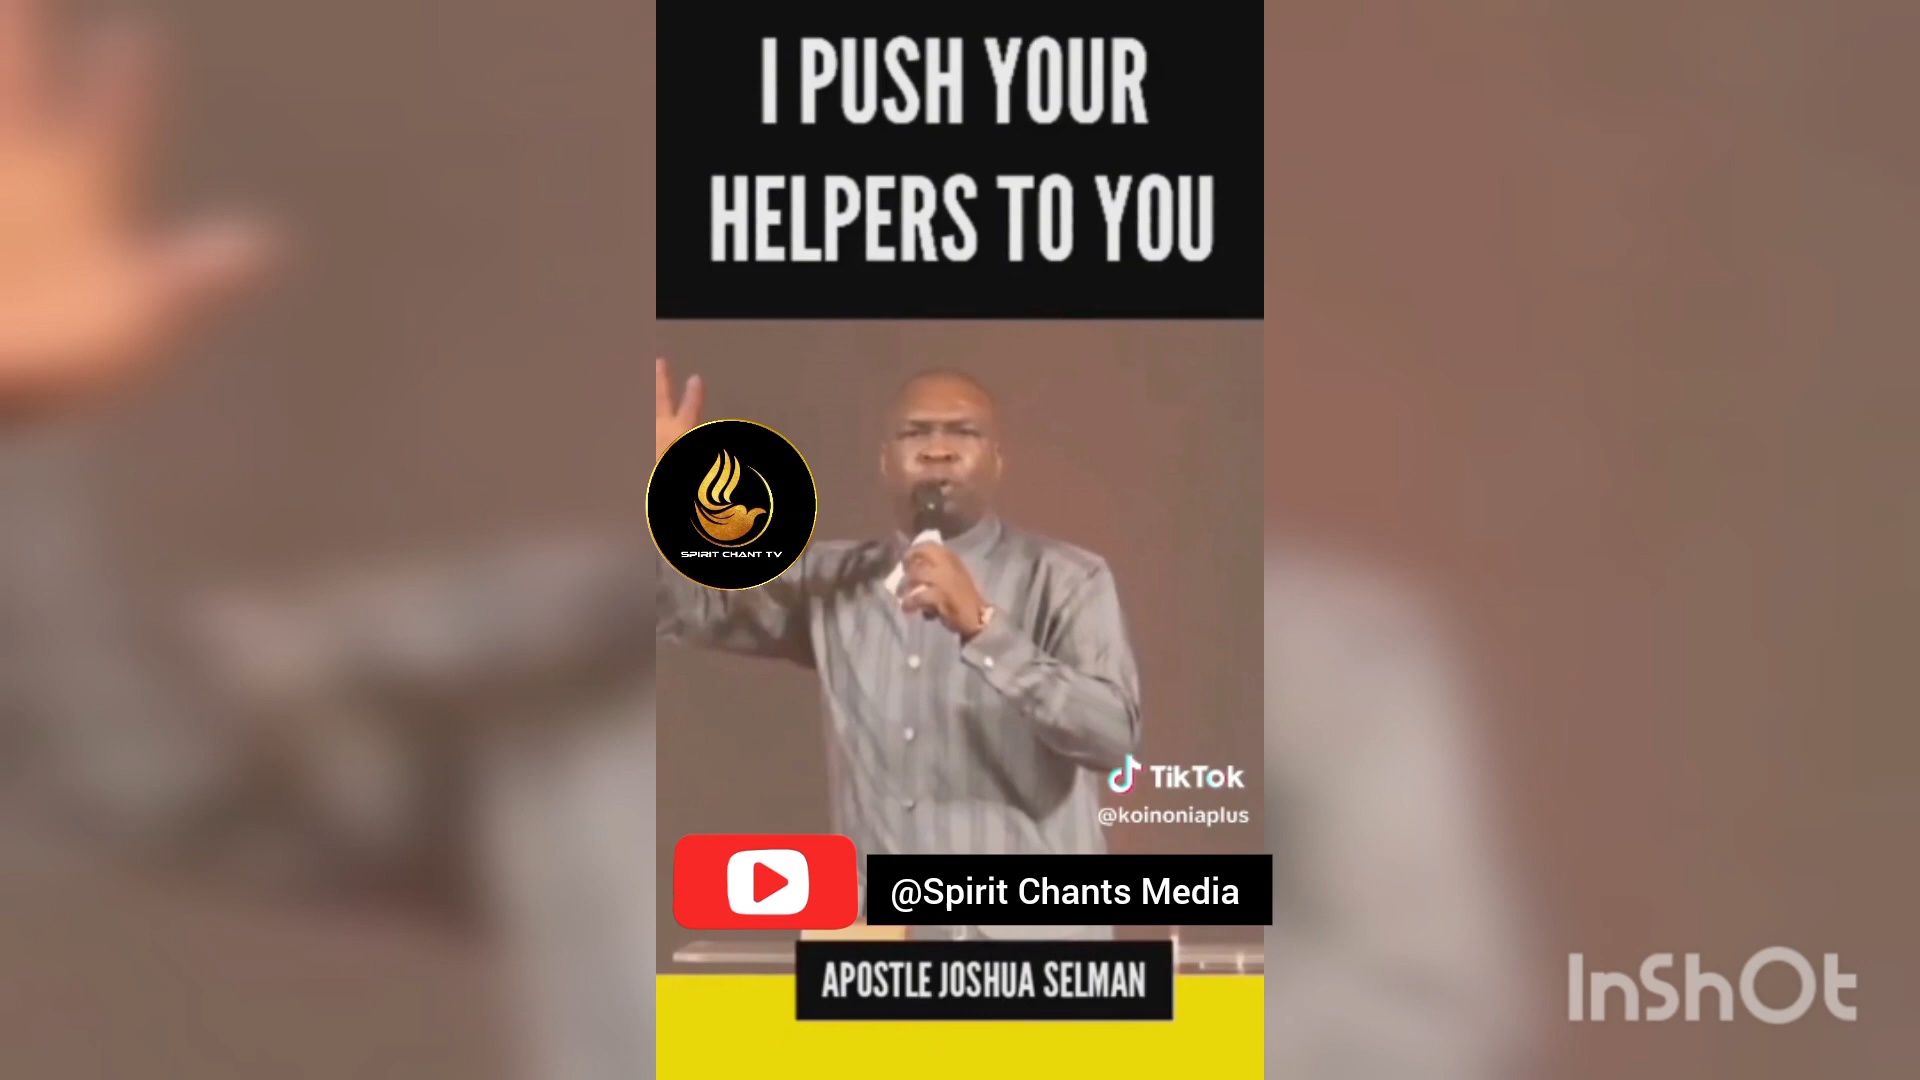 I PUSH YOUR
HELPERS TO YOU
SPIRIT CHANT TV
TikTok
@koinoniaplus
@Spirit Chants Media
APOSTLE JOSHUA SELMAN
InShOt